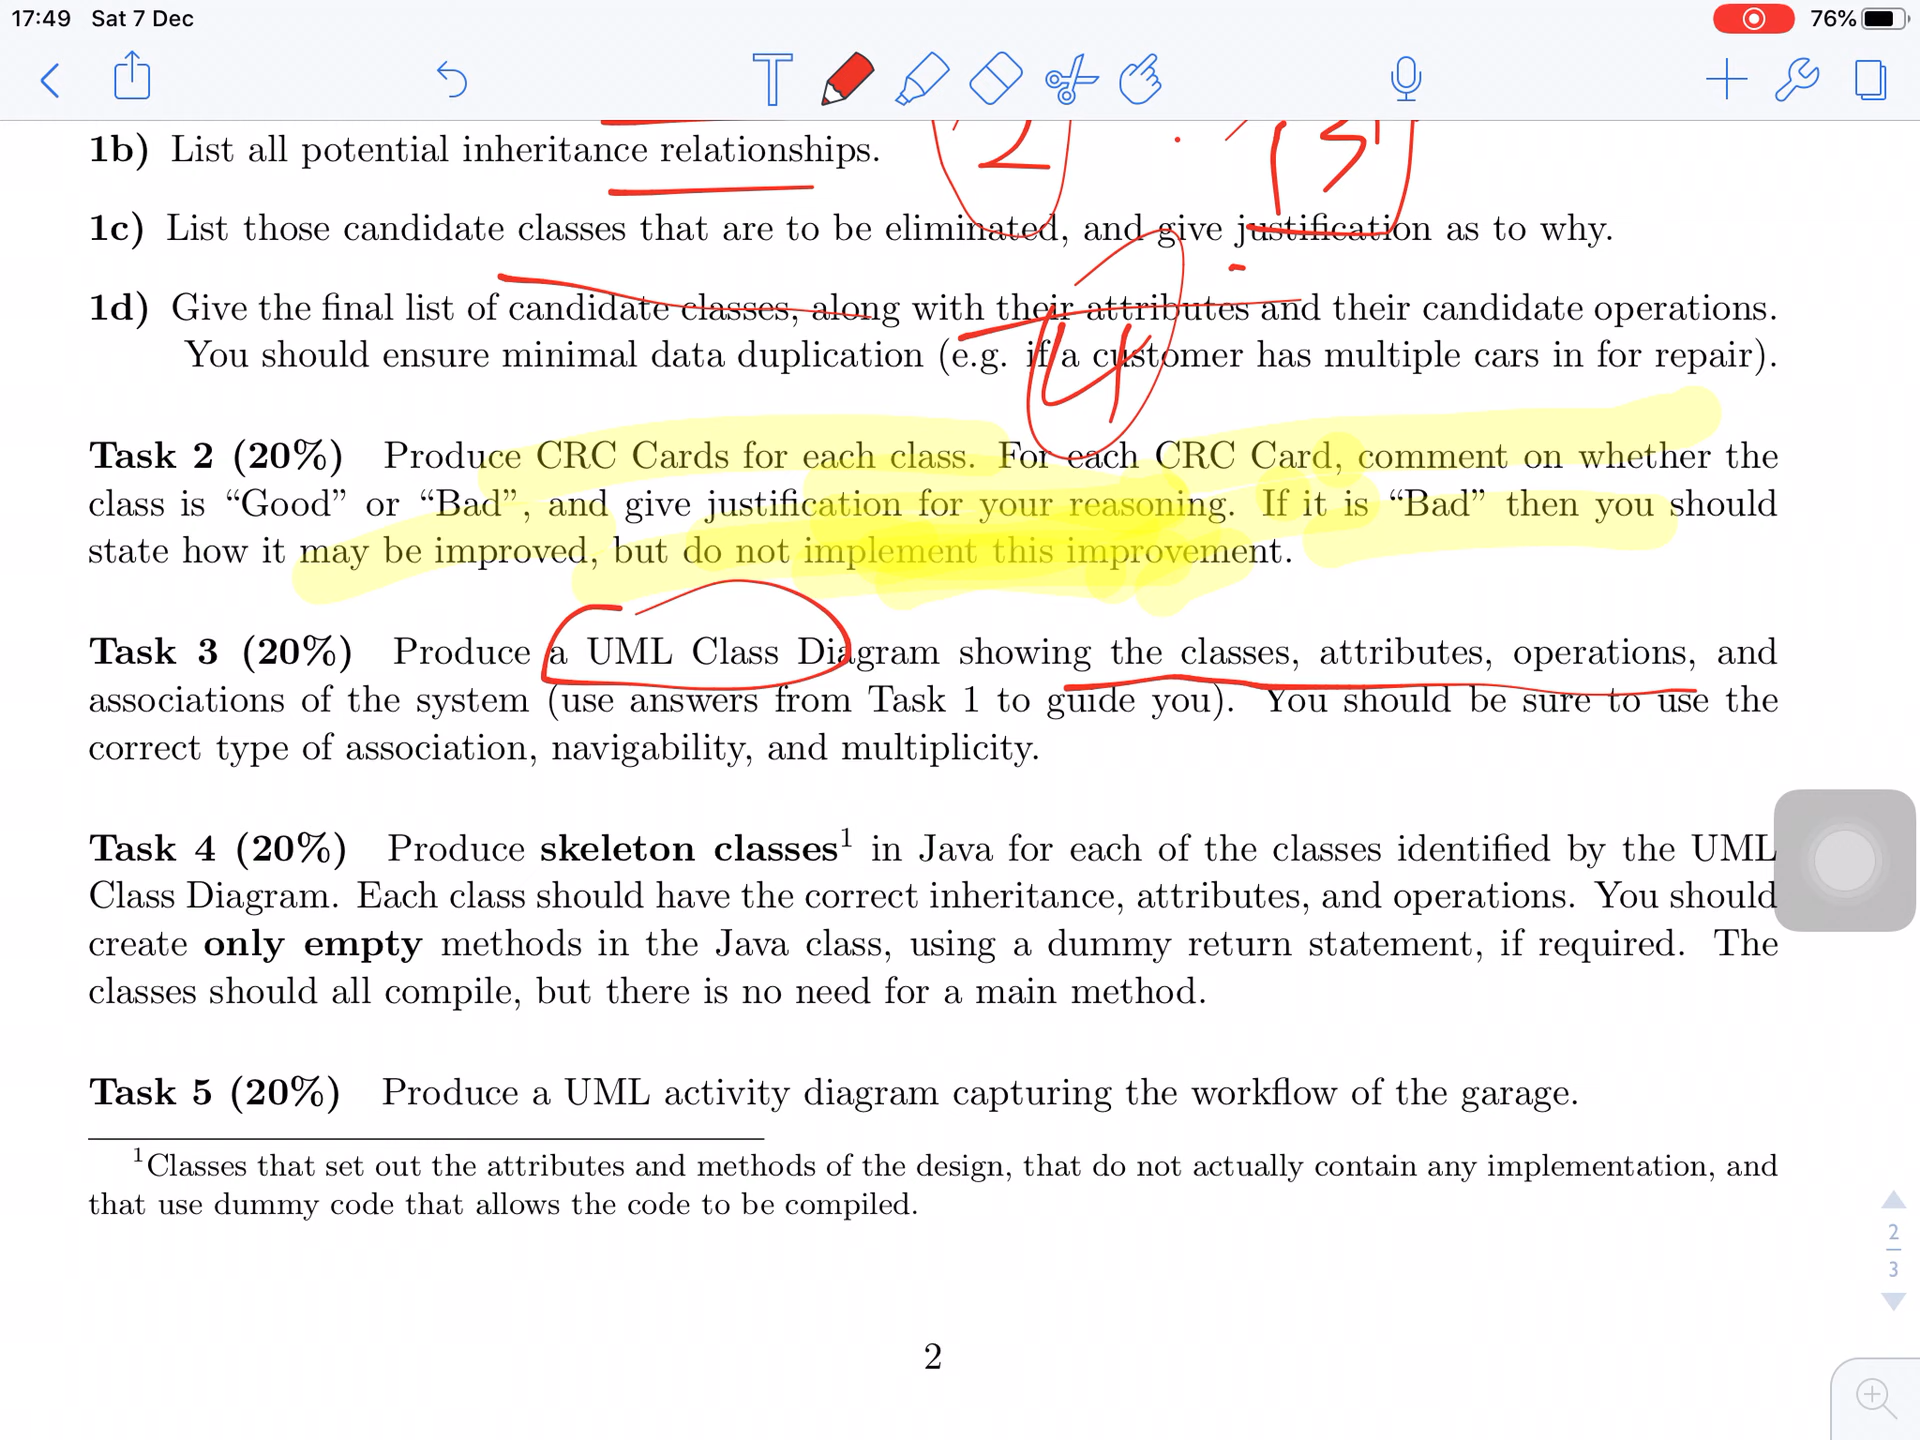 17:49 Sat 7 Dec 76%
T
1b) List all potential inheritance relationships.
2
1c) List those candidate classes that are to be eliminated, and give justification as to why.
1d) Give the final list of candidate classes, along with their attributes and their candidate operations.
You should ensure minimal data duplication (e.g. if a customer has multiple cars in for repair).
4
Task 2 (20%) Produce CRC Cards for each class. For each CRC Card, comment on whether the
class is “Good” or “Bad”, and give justification for your reasoning. If it is “Bad” then you should
state how it may be improved, but do not implement this improvement.
Task 3 (20%) Produce a UML Class Diagram showing the classes, attributes, operations, and
associations of the system (use answers from Task 1 to guide you). You should be sure to use the
correct type of association, navigability, and multiplicity.
Task 4 (20%) Produce skeleton classes¹ in Java for each of the classes identified by the UML
Class Diagram. Each class should have the correct inheritance, attributes, and operations. You should
create only empty methods in the Java class, using a dummy return statement, if required. The
classes should all compile, but there is no need for a main method.
Task 5 (20%) Produce a UML activity diagram capturing the workflow of the garage.
¹Classes that set out the attributes and methods of the design, that do not actually contain any implementation, and
that use dummy code that allows the code to be compiled.
2
3
2